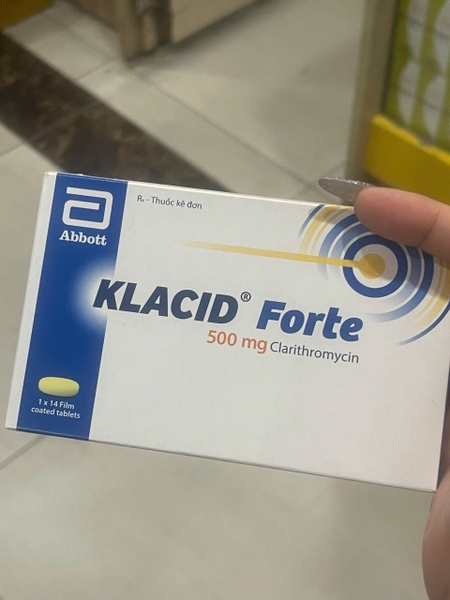 Abbott
Rₓ - Thuốc kê đơn
KLACID® Forte
500 mg Clarithromycin
1 x 14 Film
coated tablets